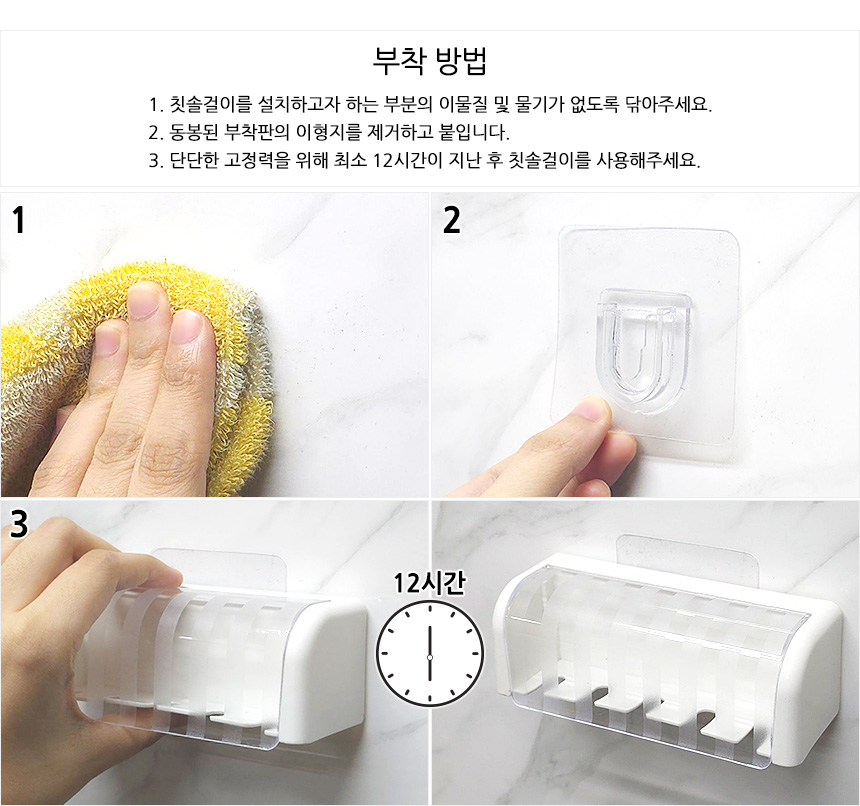 부착 방법
1. 칫솔걸이를 설치하고자 하는 부분의 이물질 및 물기가 없도록 닦아주세요.
2. 동봉된 부착판의 이형지를 제거하고 붙입니다.
3. 단단한 고정력을 위해 최소 12시간이 지난 후 칫솔걸이를 사용해주세요.
1
2
3
12시간